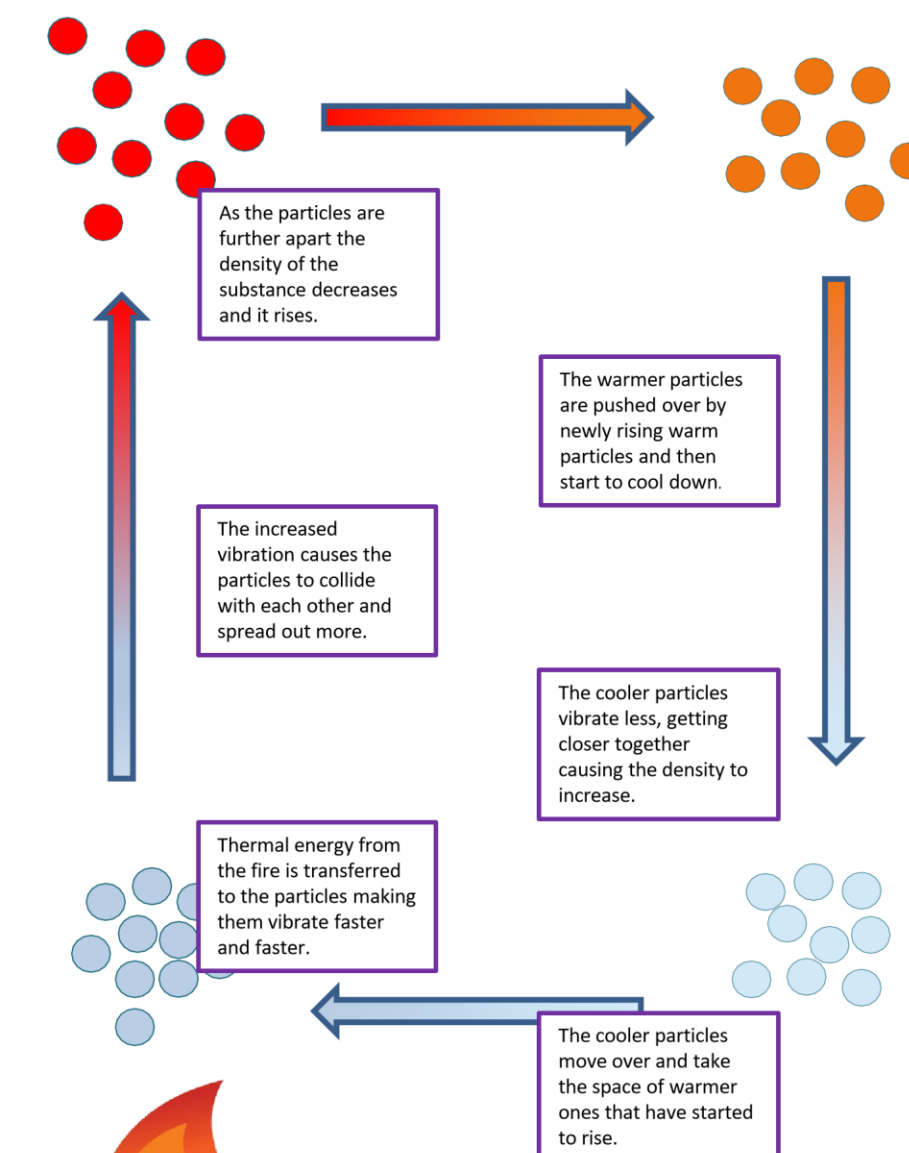 As the particles are
further apart the
density of the
substance decreases
and it rises.
The warmer particles
are pushed over by
newly rising warm
particles and then
start to cool down.
The increased
vibration causes the
particles to collide
with each other and
spread out more.
The cooler particles
vibrate less, getting
closer together
causing the density to
increase.
Thermal energy from
the fire is transferred
to the particles making
them vibrate faster
and faster.
The cooler particles
move over and take
the space of warmer
ones that have started
to rise.